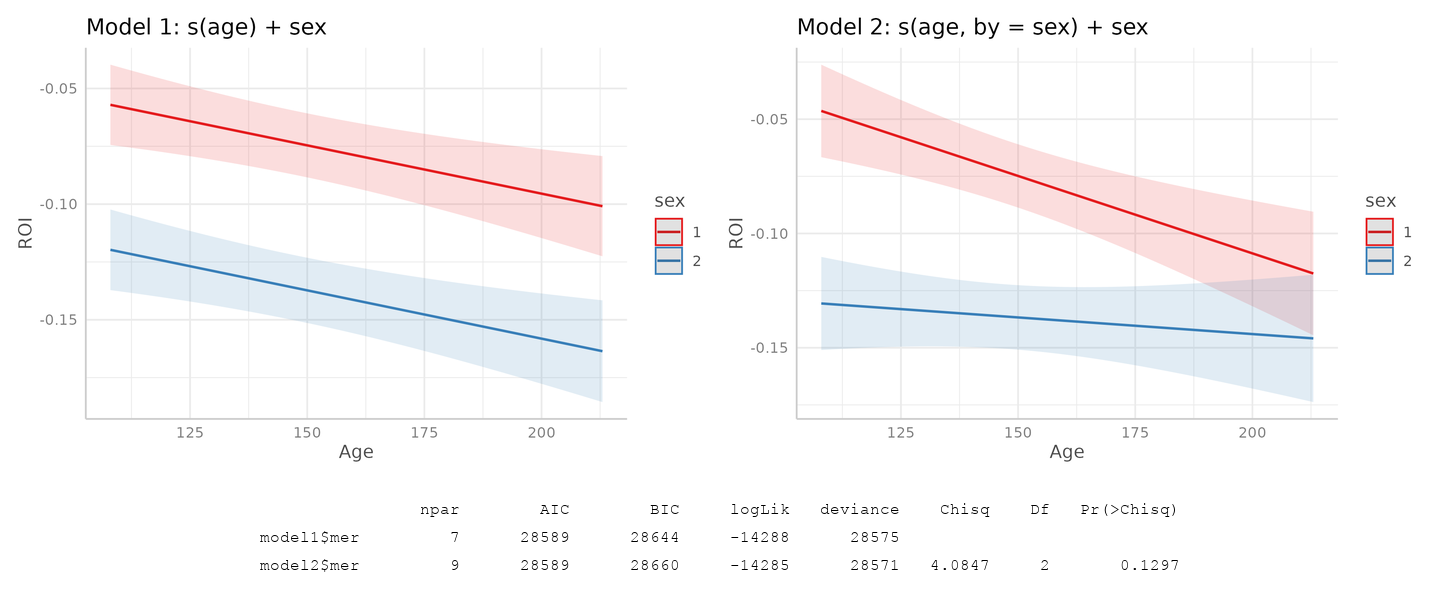 Model 1: s(age) + sex
-0.05
-0.10
-0.15
ROI
125 150 175 200
Age
sex
1
2
Model 2: s(age, by = sex) + sex
-0.05
-0.10
-0.15
ROI
125 150 175 200
Age
sex
1
2
npar AIC BIC logLik deviance Chisq Df Pr(>Chisq)
model1$mer 7 28589 28644 -14288 28575
model2$mer 9 28589 28660 -14285 28571 4.0847 2 0.1297